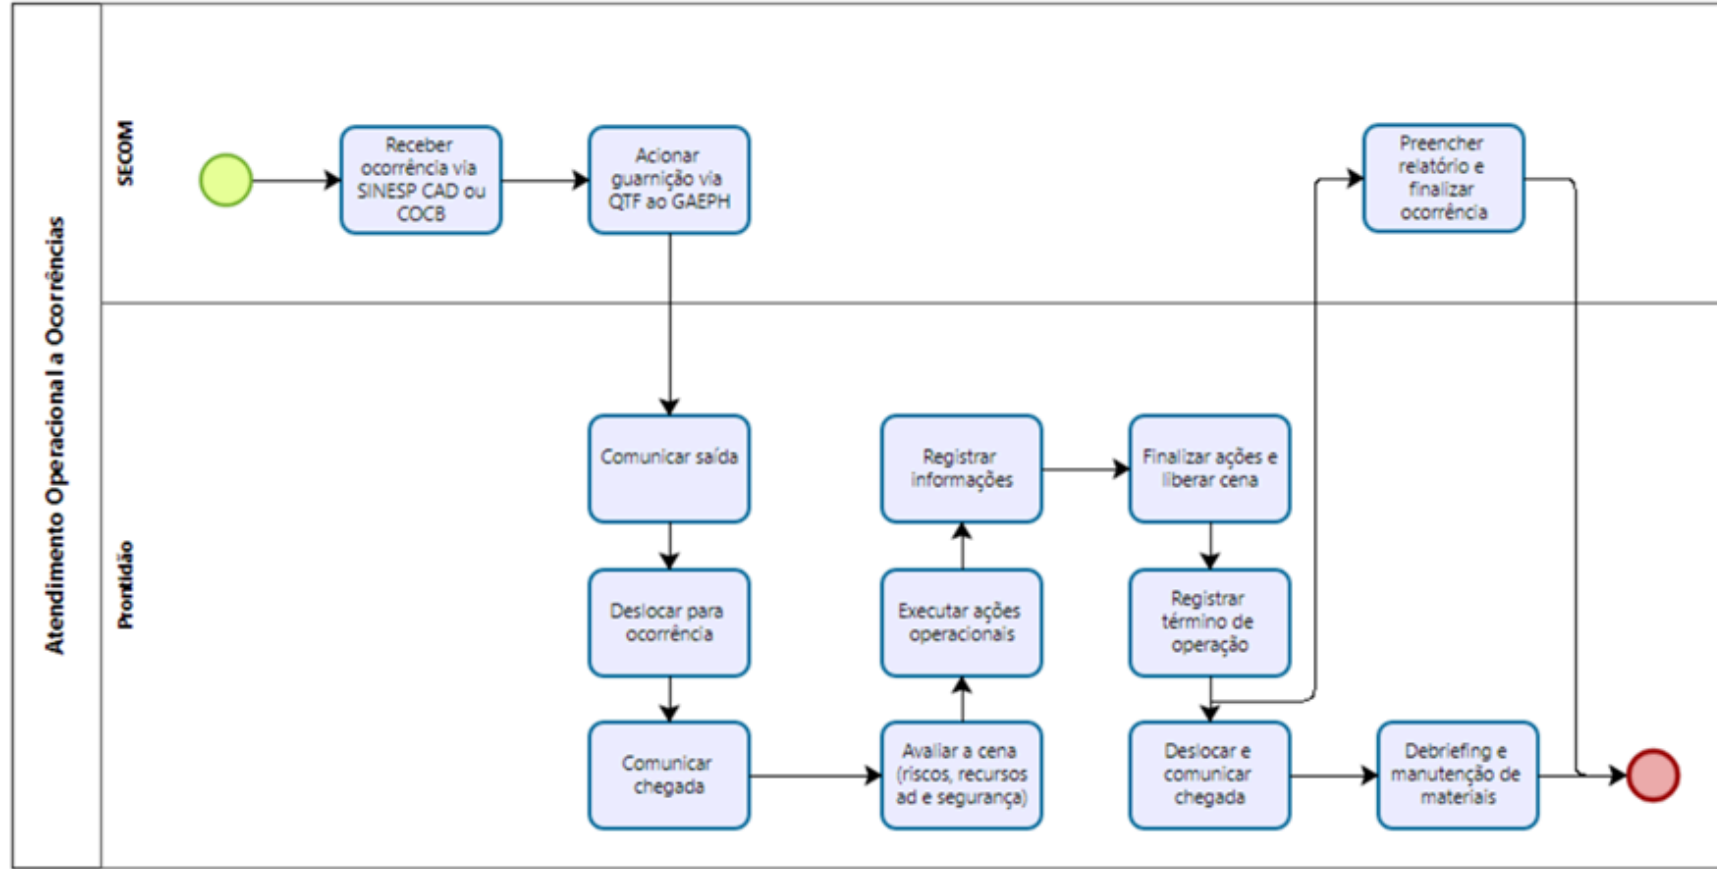 Atendimento Operacional a Ocorrências
SECOM
Receber
ocorrência via
SINESP CAD ou
COCB
Acionar
guarnição via
QTF ao GAEPH
Preencher
relatório e
finalizar
ocorrência
Prontidão
Comunicar saída
Deslocar para
ocorrência
Comunicar
chegada
Avaliar a cena
(riscos, recursos
ad e segurança)
Executar ações
operacionais
Registrar
informações
Finalizar ações e
liberar cena
Registrar
término de
operação
Deslocar e
comunicar
chegada
Debriefing e
manutenção de
materiais